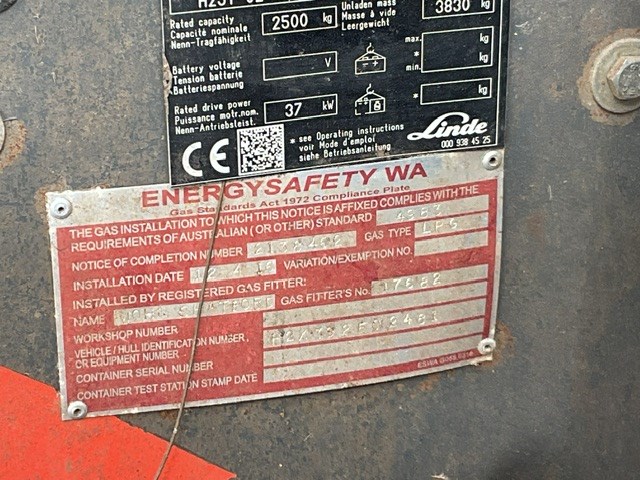 Rated capacity 2500 kg Unladen mass 3830 kg
Capacité nominale Masse à vide
Nenn-Tragfähigkeit Leergewicht
max. kg
Battery voltage V *
Tension batterie min. kg
Batteriespannung
Rated drive power 37 kW * kg
Puissance motr.nom.
Nenn-Antriebsleist.
* see Operating instructions
voir Mode d'emploi
siehe Betriebsanleitung
CE
Linde
000 938 45 25
ENERGYSAFETY WA
Gas Standards Act 1972 Compliance Plate
THE GAS INSTALLATION TO WHICH THIS NOTICE IS AFFIXED COMPLIES WITH THE
REQUIREMENTS OF AUSTRALIAN (OR OTHER) STANDARD
NOTICE OF COMPLETION NUMBER GAS TYPE
INSTALLATION DATE VARIATION/EXEMPTION No.
INSTALLED BY REGISTERED GAS FITTER:
NAME GAS FITTER'S No.
WORKSHOP NUMBER
VEHICLE / HULL IDENTIFICATION NUMBER,
OR EQUIPMENT NUMBER
CONTAINER SERIAL NUMBER
CONTAINER TEST STATION STAMP DATE